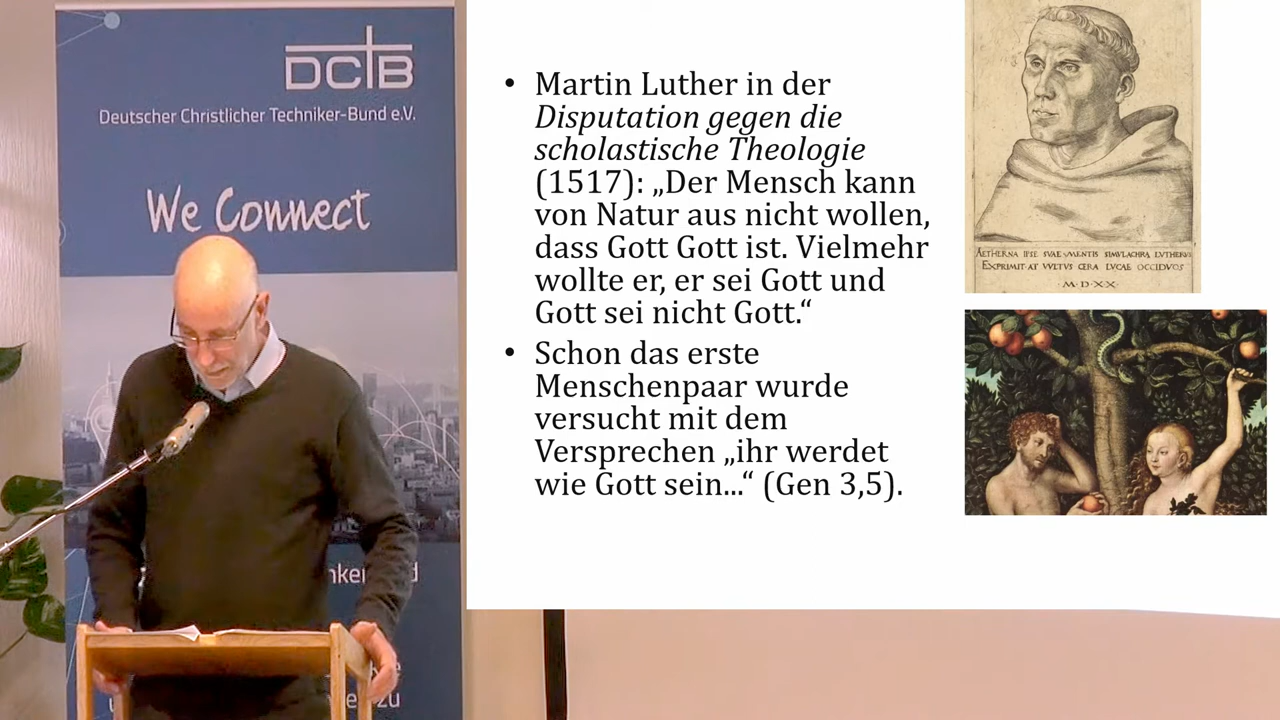 DCTB
Deutscher Christlicher Techniker-Bund e.V.
We Connect
• Martin Luther in der
Disputation gegen die
scholastische Theologie
(1517): „Der Mensch kann
von Natur aus nicht wollen,
dass Gott Gott ist. Vielmehr
wollte er, er sei Gott und
Gott sei nicht Gott.“
• Schon das erste
Menschenpaar wurde
versucht mit dem
Versprechen „ihr werdet
wie Gott sein...“ (Gen 3,5).
AETHERNA IPSE SVAE MENTIS SIMVLACHRA LVTHERVS
EXPRIMIT AT VVLTVS CERA LVCAE OCCIDVOS
·M·D·XX·